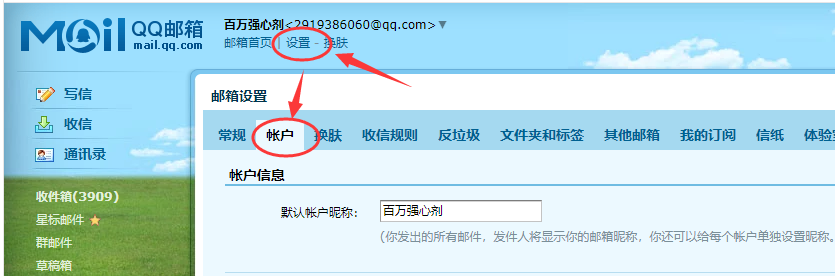 MOil QQ邮箱
mail.qq.com
百万强心剂<2919386060@qq.com>
邮箱首页 | 设置 - 换肤
写信
收信
通讯录
收件箱(3909)
星标邮件
群邮件
草稿箱
邮箱设置
常规 帐户 换肤 收信规则 反垃圾 文件夹和标签 其他邮箱 我的订阅 信纸 体验室
帐户信息
默认帐户昵称: 百万强心剂
(你发出的所有邮件，发件人将显示你的邮箱昵称，你还可以给每个帐户单独设置昵称。